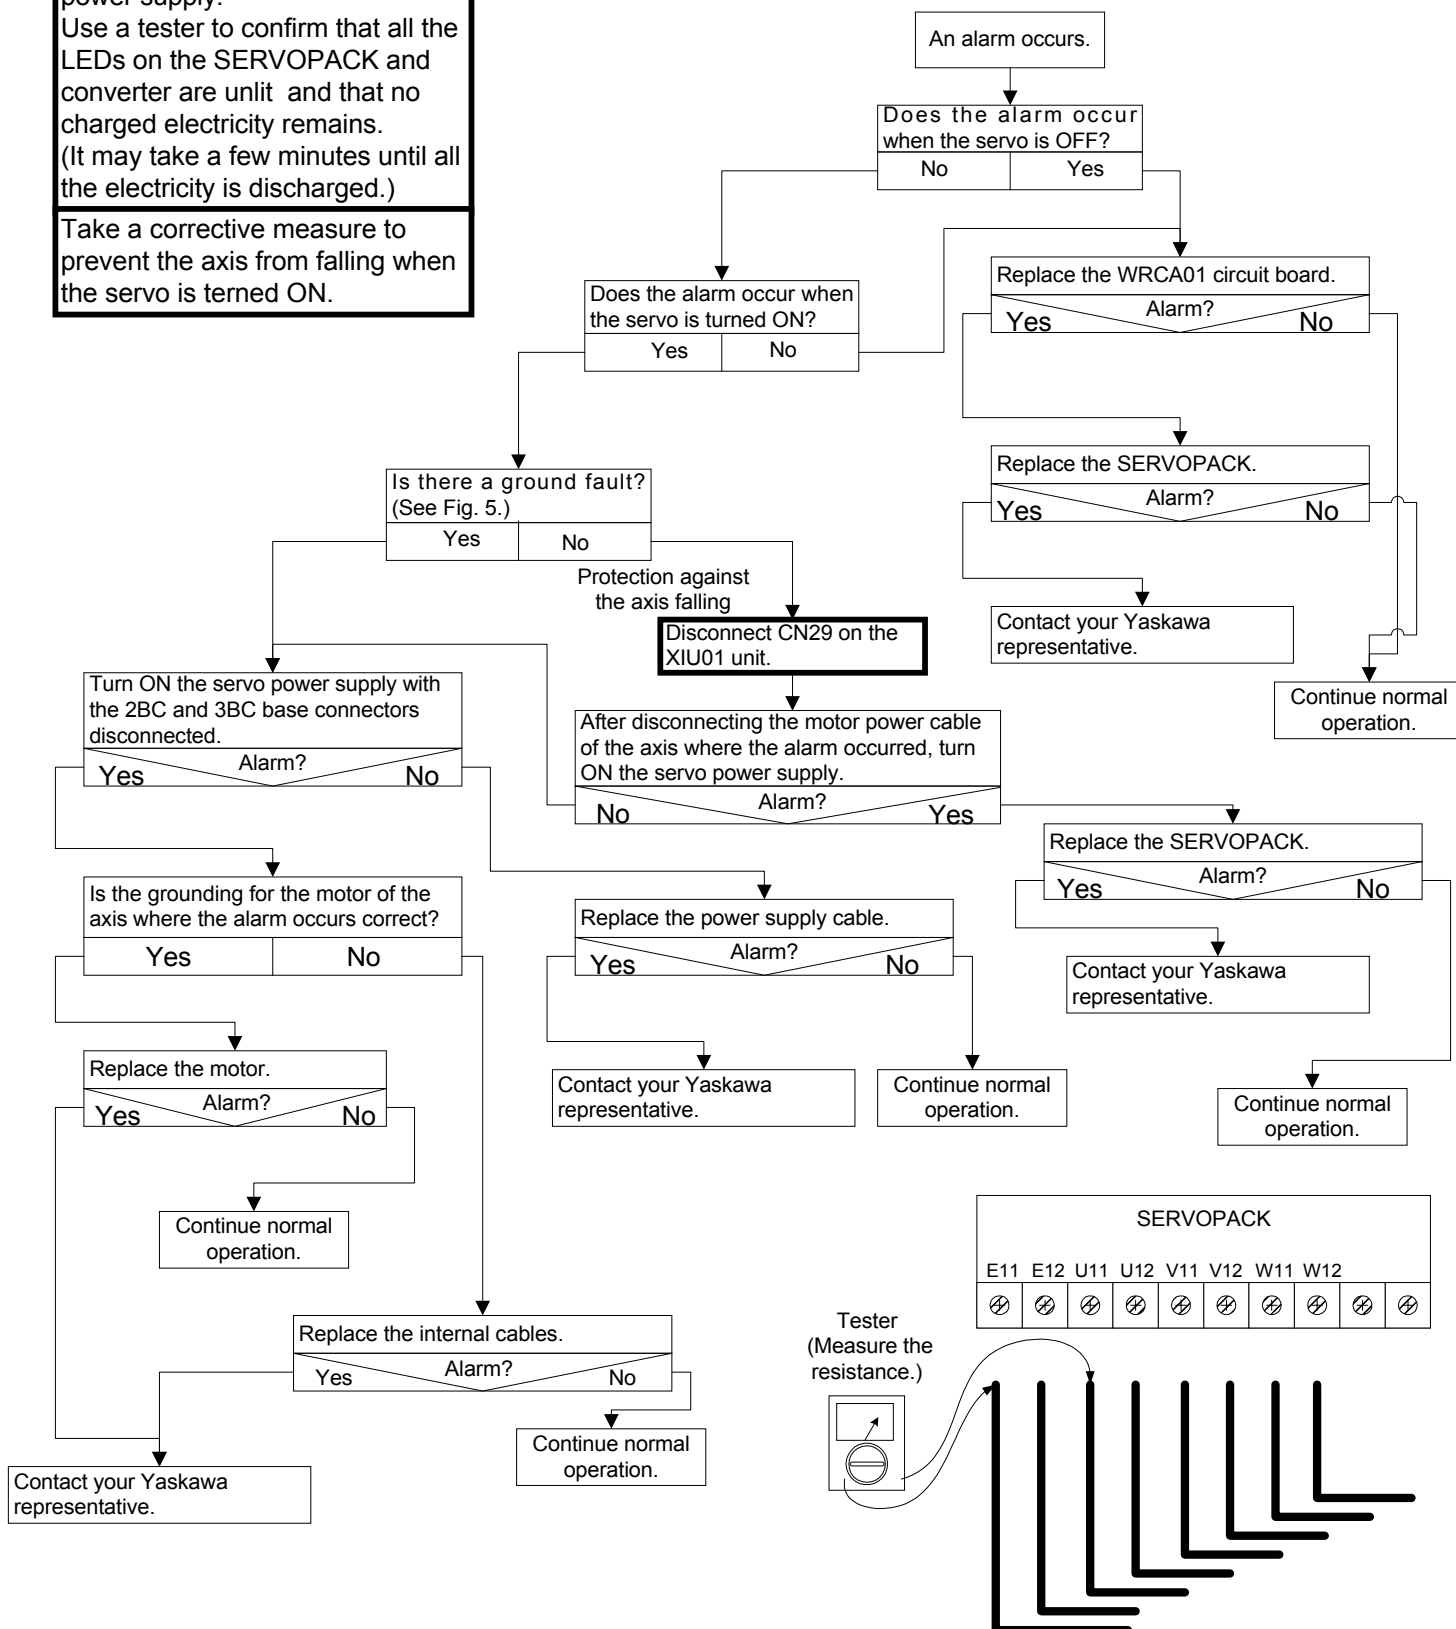 power supply.
Use a tester to confirm that all the
LEDs on the SERVOPACK and
converter are unlit and that no
charged electricity remains.
(It may take a few minutes until all
the electricity is discharged.)
Take a corrective measure to
prevent the axis from falling when
the servo is terned ON.
An alarm occurs.
Does the alarm occur
when the servo is OFF?
No Yes
Does the alarm occur when
the servo is turned ON?
Yes No
Replace the WRCA01 circuit board.
Alarm?
Yes No
Replace the SERVOPACK.
Alarm?
Yes No
Contact your Yaskawa
representative.
Continue normal
operation.
Is there a ground fault?
(See Fig. 5.)
Yes No
Protection against
the axis falling
Disconnect CN29 on the
XIU01 unit.
Turn ON the servo power supply with
the 2BC and 3BC base connectors
disconnected.
Alarm?
Yes No
After disconnecting the motor power cable
of the axis where the alarm occurred, turn
ON the servo power supply.
Alarm?
No Yes
Replace the SERVOPACK.
Alarm?
Yes No
Contact your Yaskawa
representative.
Continue normal
operation.
Is the grounding for the motor of the
axis where the alarm occurs correct?
Yes No
Replace the power supply cable.
Alarm?
Yes No
Contact your Yaskawa
representative.
Continue normal
operation.
Replace the motor.
Alarm?
Yes No
Continue normal
operation.
Replace the internal cables.
Alarm?
Yes No
Continue normal
operation.
Contact your Yaskawa
representative.
SERVOPACK
E11 E12 U11 U12 V11 V12 W11 W12
Tester
(Measure the
resistance.)